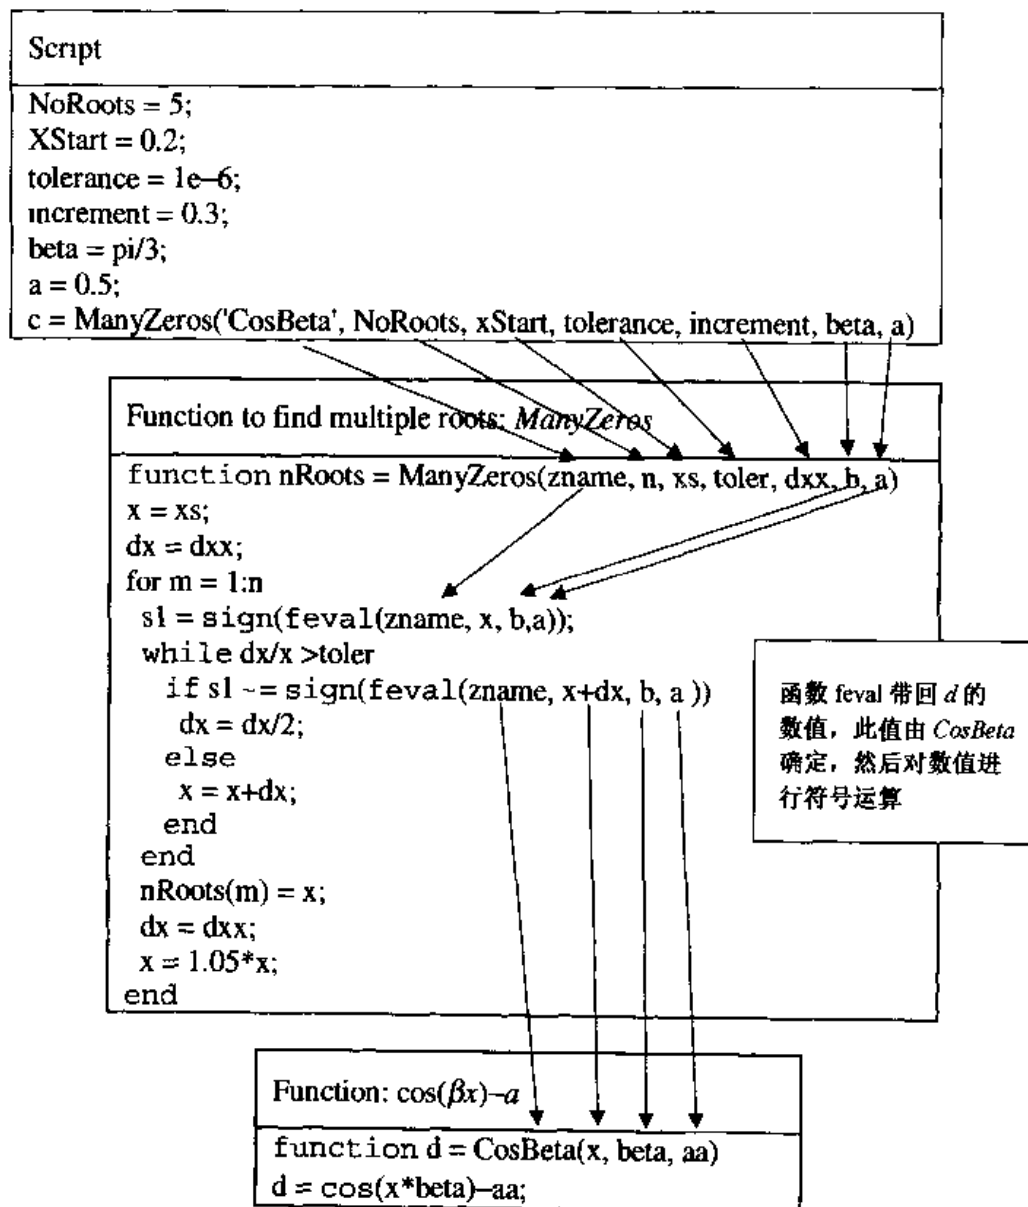 Script
NoRoots = 5;
XStart = 0.2;
tolerance = 1e–6;
increment = 0.3;
beta = pi/3;
a = 0.5;
c = ManyZeros('CosBeta', NoRoots, xStart, tolerance, increment, beta, a)
Function to find multiple roots: ManyZeros
function nRoots = ManyZeros(zname, n, xs, toler, dxx, b, a)
x = xs;
dx = dxx;
for m = 1:n
s1 = sign(feval(zname, x, b,a));
while dx/x >toler
if s1 ~= sign(feval(zname, x+dx, b, a ))
dx = dx/2;
else
x = x+dx;
end
end
nRoots(m) = x;
dx = dxx;
x = 1.05*x;
end
函数 feval 带回 d 的
数值，此值由 CosBeta
确定，然后对数值进
行符号运算
Function: cos(βx)–a
function d = CosBeta(x, beta, aa)
d = cos(x*beta)–aa;